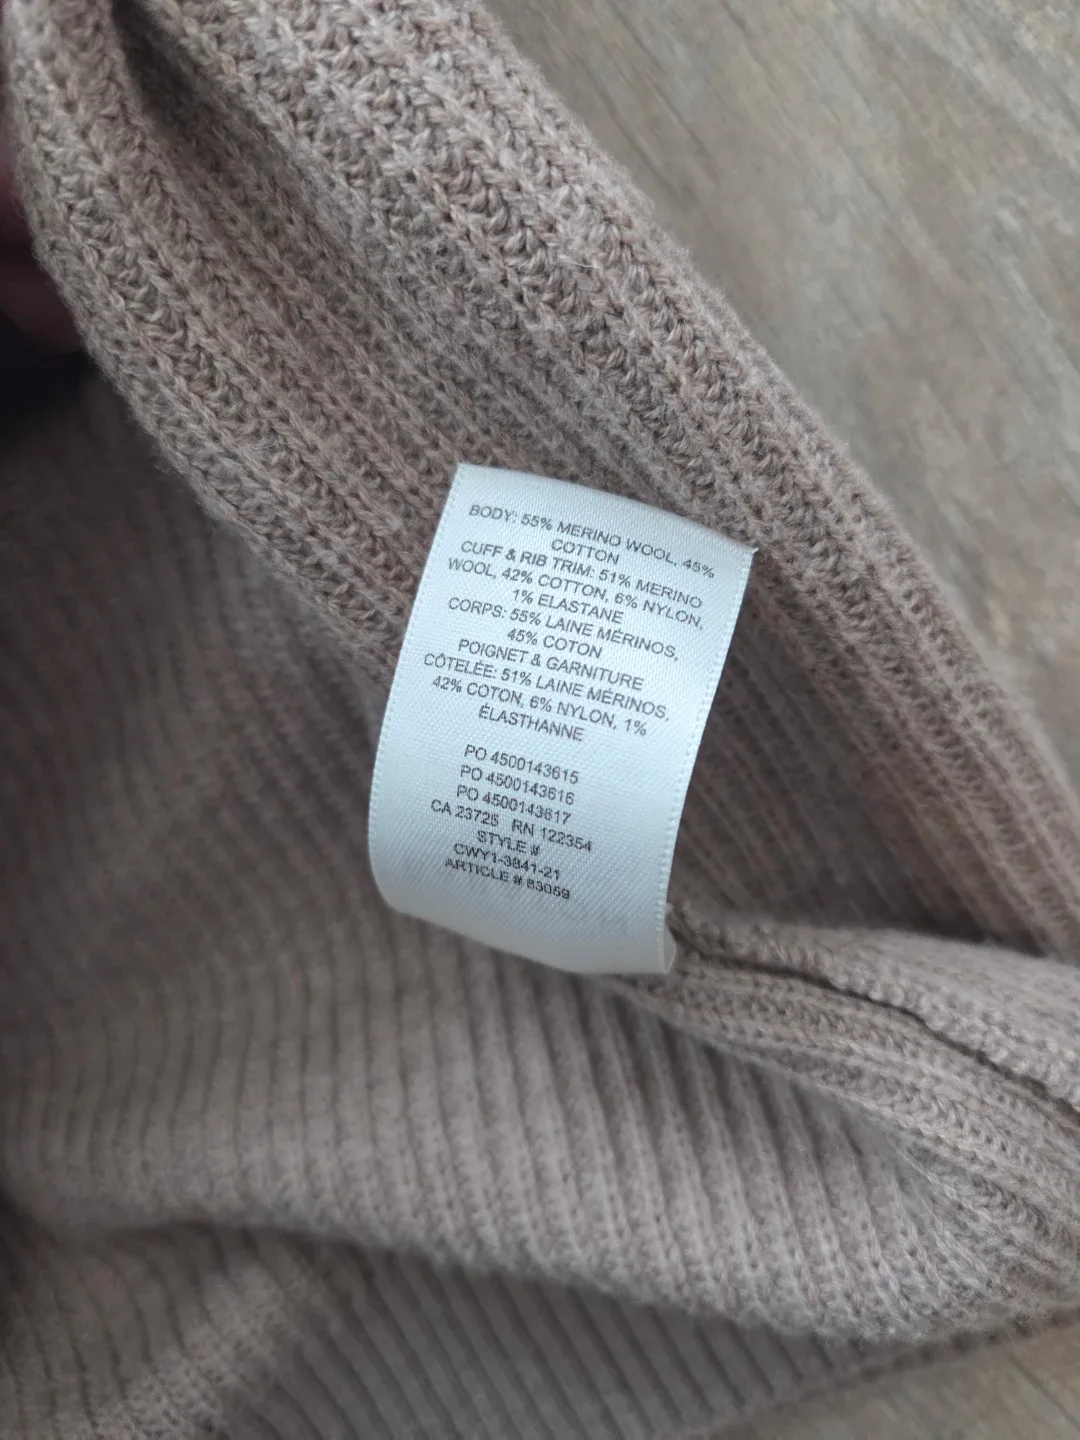 BODY: 55% MERINO WOOL, 45%
COTTON
CUFF & RIB TRIM: 51% MERINO
WOOL, 42% COTTON, 6% NYLON,
1% ELASTANE
CORPS: 55% LAINE MÉRINOS,
45% COTON
POIGNET & GARNITURE
CÔTELÉE: 51% LAINE MÉRINOS,
42% COTON, 6% NYLON, 1%
ÉLASTHANNE
PO 4500143615
PO 4500143616
PO 4500143617
CA 23725 RN 122354
STYLE #
CWY1-3841-21
ARTICLE # 83059